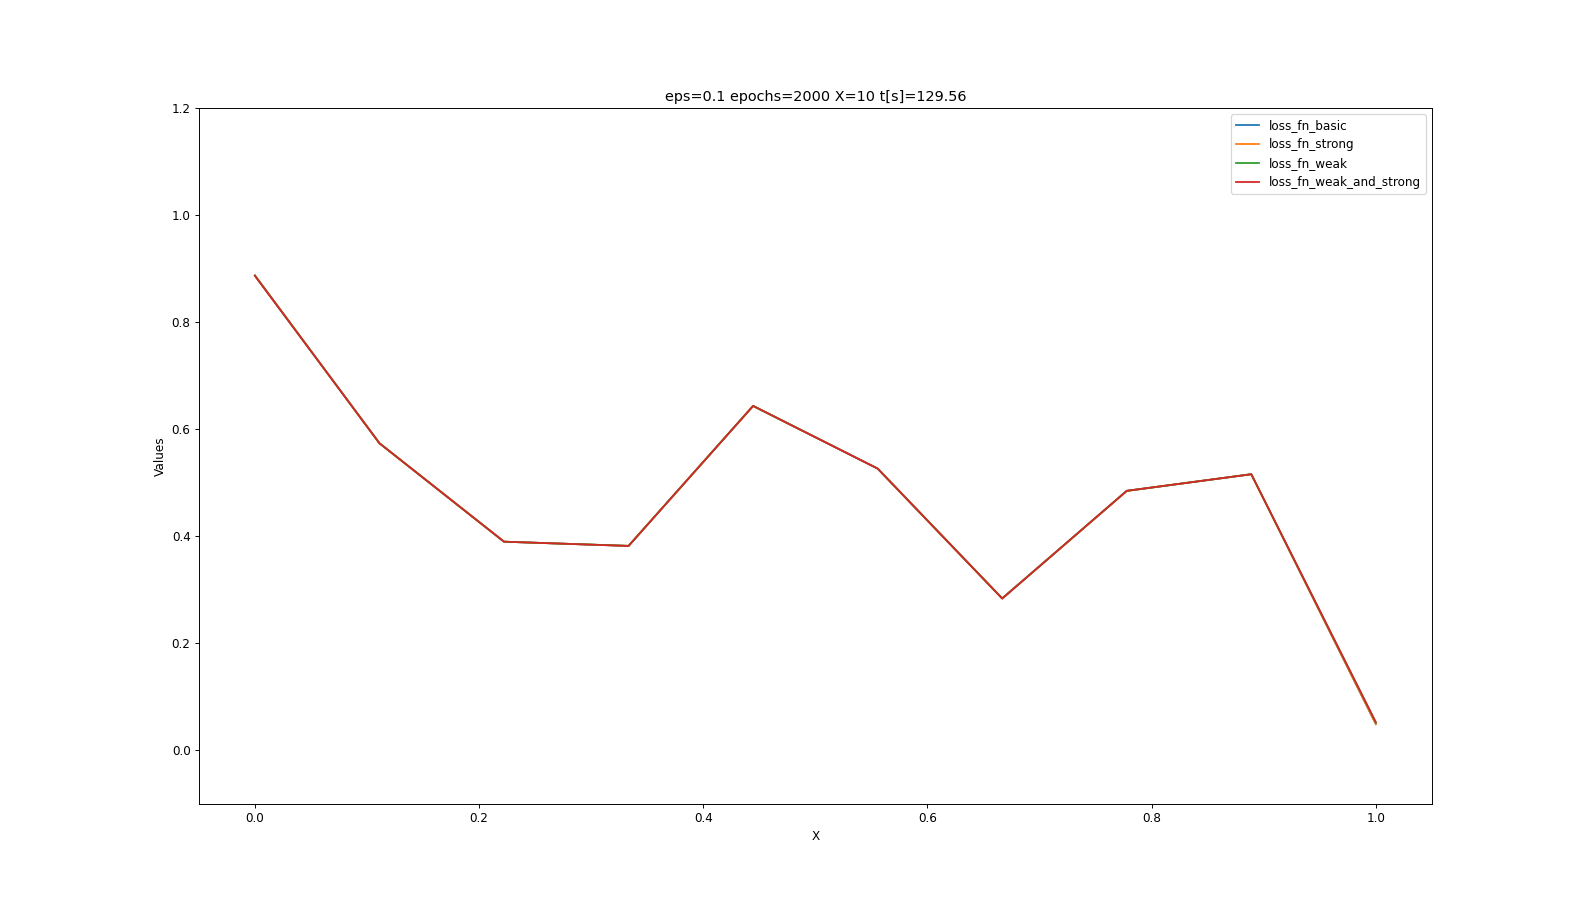 eps=0.1 epochs=2000 X=10 t[s]=129.56
loss_fn_basic
loss_fn_strong
loss_fn_weak
loss_fn_weak_and_strong
1.2
1.0
0.8
0.6
0.4
0.2
0.0
Values
0.0 0.2 0.4 0.6 0.8 1.0
X